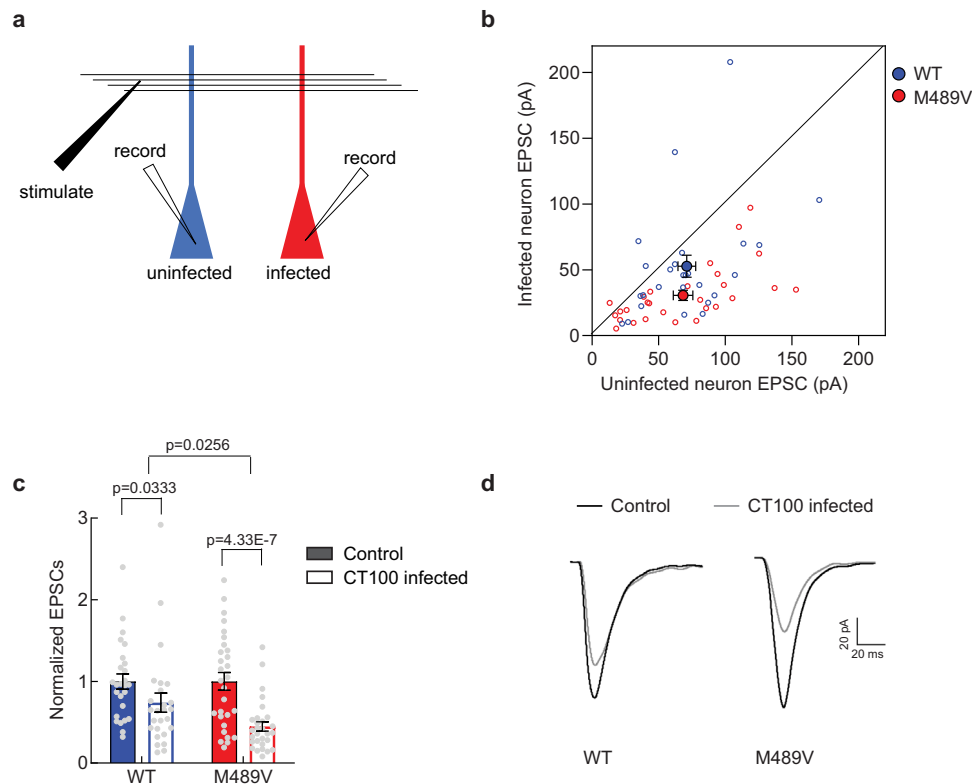 a
record
record
stimulate
uninfected
infected
b
Infected neuron EPSC (pA)
200
150
100
50
0
0
50
100
150
200
Uninfected neuron EPSC (pA)
WT
M489V
c
p=0.0256
p=0.0333
p=4.33E-7
Normalized EPSCs
3
2
1
0
WT
M489V
Control
CT100 infected
d
Control
CT100 infected
20 pA
20 ms
WT
M489V